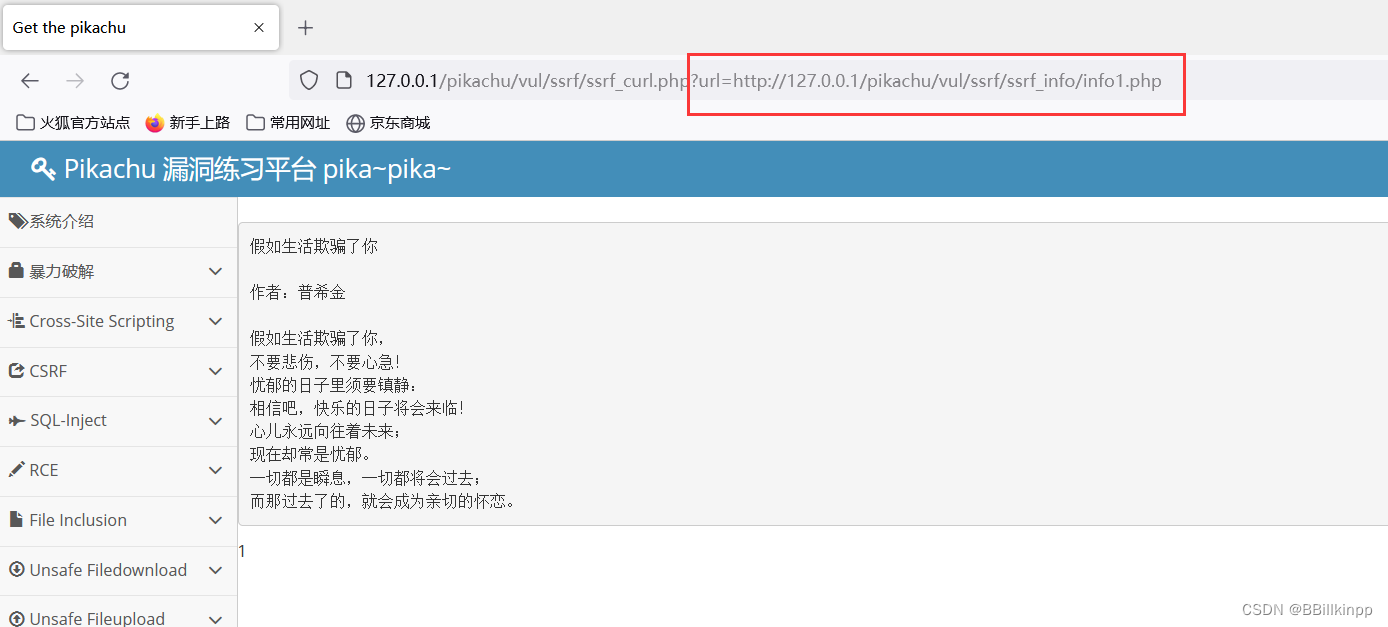 Get the pikachu
127.0.0.1/pikachu/vul/ssrf/ssrf_curl.php?url=http://127.0.0.1/pikachu/vul/ssrf/ssrf_info/info1.php
火狐官方站点 新手上路 常用网址 京东商城
Pikachu 漏洞练习平台 pika~pika~
系统介绍
暴力破解
Cross-Site Scripting
CSRF
SQL-Inject
RCE
File Inclusion
Unsafe Filedownload
Unsafe Fileupload
假如生活欺骗了你
作者：普希金
假如生活欺骗了你，
不要悲伤，不要心急！
忧郁的日子里须要镇静：
相信吧，快乐的日子将会来临！
心儿永远向往着未来；
现在却常是忧郁。
一切都是瞬息，一切都将会过去；
而那过去了的，就会成为亲切的怀恋。
1
CSDN @BBillkinpp